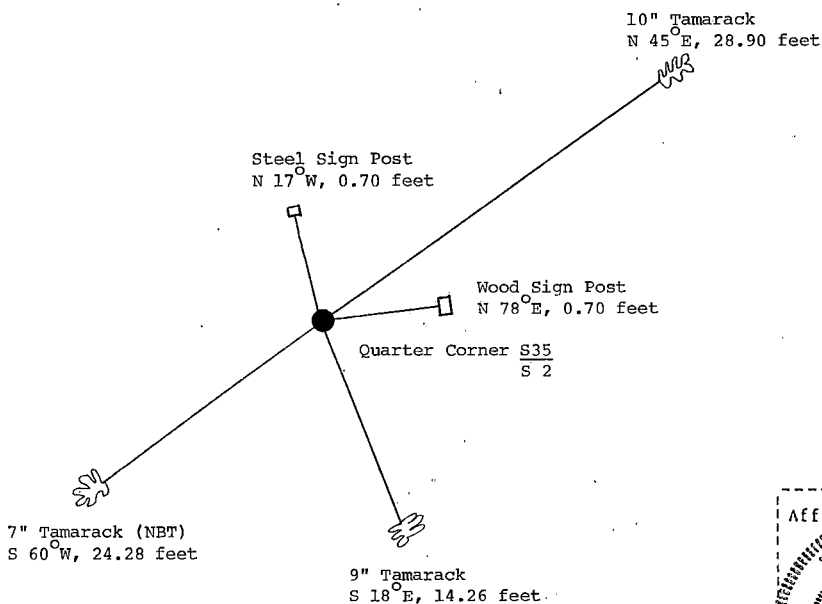 10" Tamarack
N 45°E, 28.90 feet
Steel Sign Post
N 17°W, 0.70 feet
Wood Sign Post
N 78°E, 0.70 feet
Quarter Corner S35
S 2
7" Tamarack (NBT)
S 60°W, 24.28 feet
9" Tamarack
S 18°E, 14.26 feet
Aff